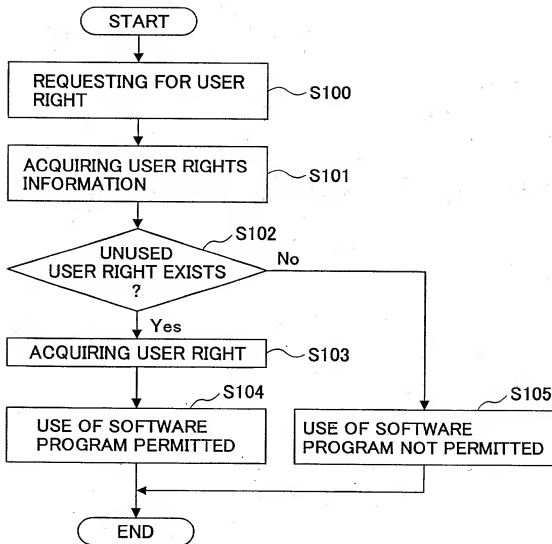 START
REQUESTING FOR USER
RIGHT
S100
ACQUIRING USER RIGHTS
INFORMATION
S101
S102
UNUSED
USER RIGHT EXISTS
?
No
Yes
ACQUIRING USER RIGHT
S103
S104
USE OF SOFTWARE
PROGRAM PERMITTED
S105
USE OF SOFTWARE
PROGRAM NOT PERMITTED
END